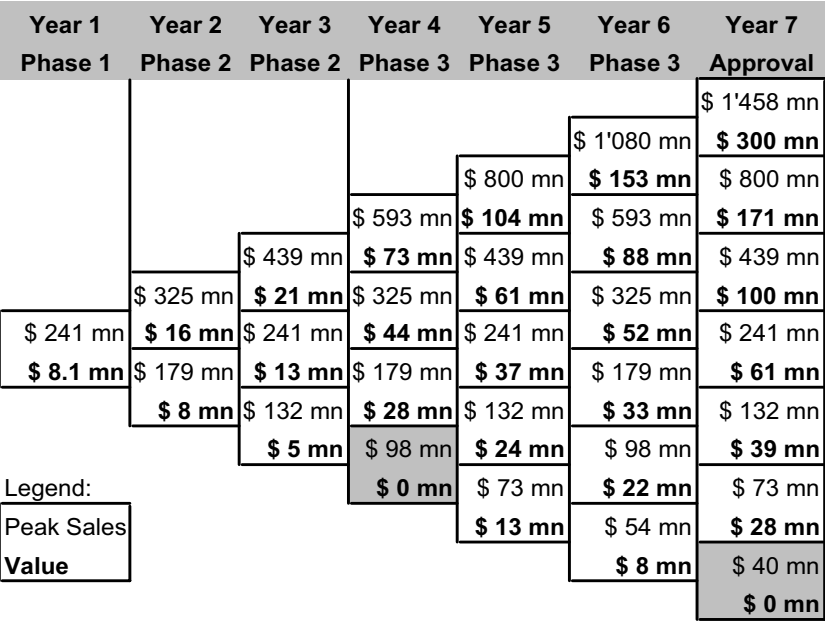 Year 1 Year 2 Year 3 Year 4 Year 5 Year 6 Year 7
Phase 1 Phase 2 Phase 2 Phase 3 Phase 3 Phase 3 Approval
$ 1'458 mn
$ 1'080 mn $ 300 mn
$ 800 mn $ 153 mn $ 800 mn
$ 593 mn $ 104 mn $ 593 mn $ 171 mn
$ 439 mn $ 73 mn $ 439 mn $ 88 mn $ 439 mn
$ 325 mn $ 21 mn $ 325 mn $ 61 mn $ 325 mn $ 100 mn
$ 241 mn $ 16 mn $ 241 mn $ 44 mn $ 241 mn $ 52 mn $ 241 mn
$ 8.1 mn $ 179 mn $ 13 mn $ 179 mn $ 37 mn $ 179 mn $ 61 mn
$ 8 mn $ 132 mn $ 28 mn $ 132 mn $ 33 mn $ 132 mn
$ 5 mn $ 98 mn $ 24 mn $ 98 mn $ 39 mn
Legend: $ 0 mn $ 73 mn $ 22 mn $ 73 mn
Peak Sales $ 13 mn $ 54 mn $ 28 mn
Value $ 8 mn $ 40 mn
$ 0 mn